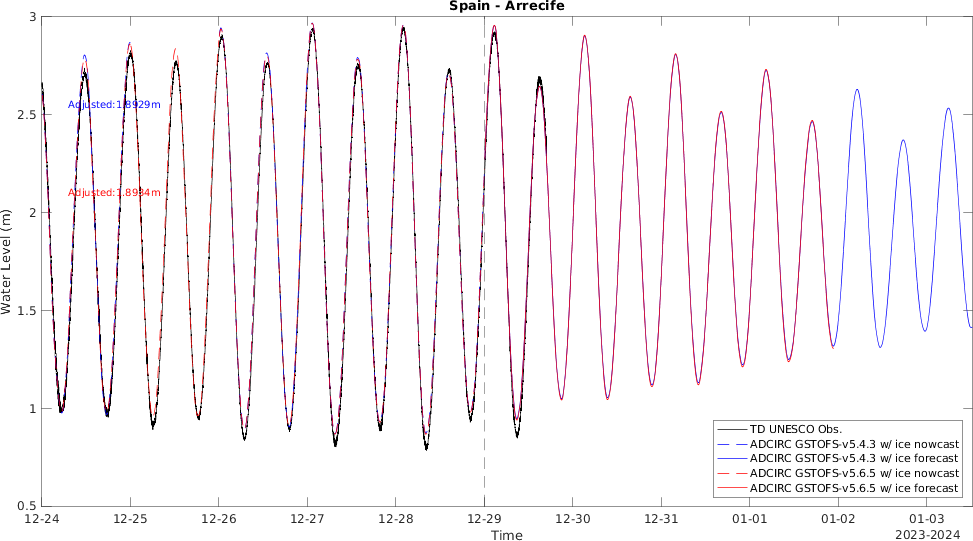 Spain - Arrecife
3
2.5
2
1.5
1
0.5
Water Level (m)
Adjusted:1.8929m
Adjusted:1.8984m
TD UNESCO Obs.
ADCIRC GSTOFS-v5.4.3 w/ ice nowcast
ADCIRC GSTOFS-v5.4.3 w/ ice forecast
ADCIRC GSTOFS-v5.6.5 w/ ice nowcast
ADCIRC GSTOFS-v5.6.5 w/ ice forecast
12-24 12-25 12-26 12-27 12-28 12-29 12-30 12-31 01-01 01-02 01-03
Time
2023-2024